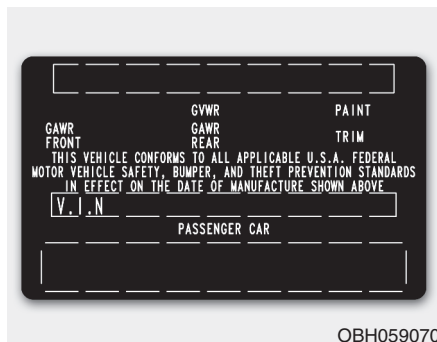 GVWR PAINT
GAWR GAWR TRIM
FRONT REAR
THIS VEHICLE CONFORMS TO ALL APPLICABLE U.S.A. FEDERAL
MOTOR VEHICLE SAFETY, BUMPER, AND THEFT PREVENTION STANDARDS
IN EFFECT ON THE DATE OF MANUFACTURE SHOWN ABOVE
V.I.N
PASSENGER CAR
OBH059070